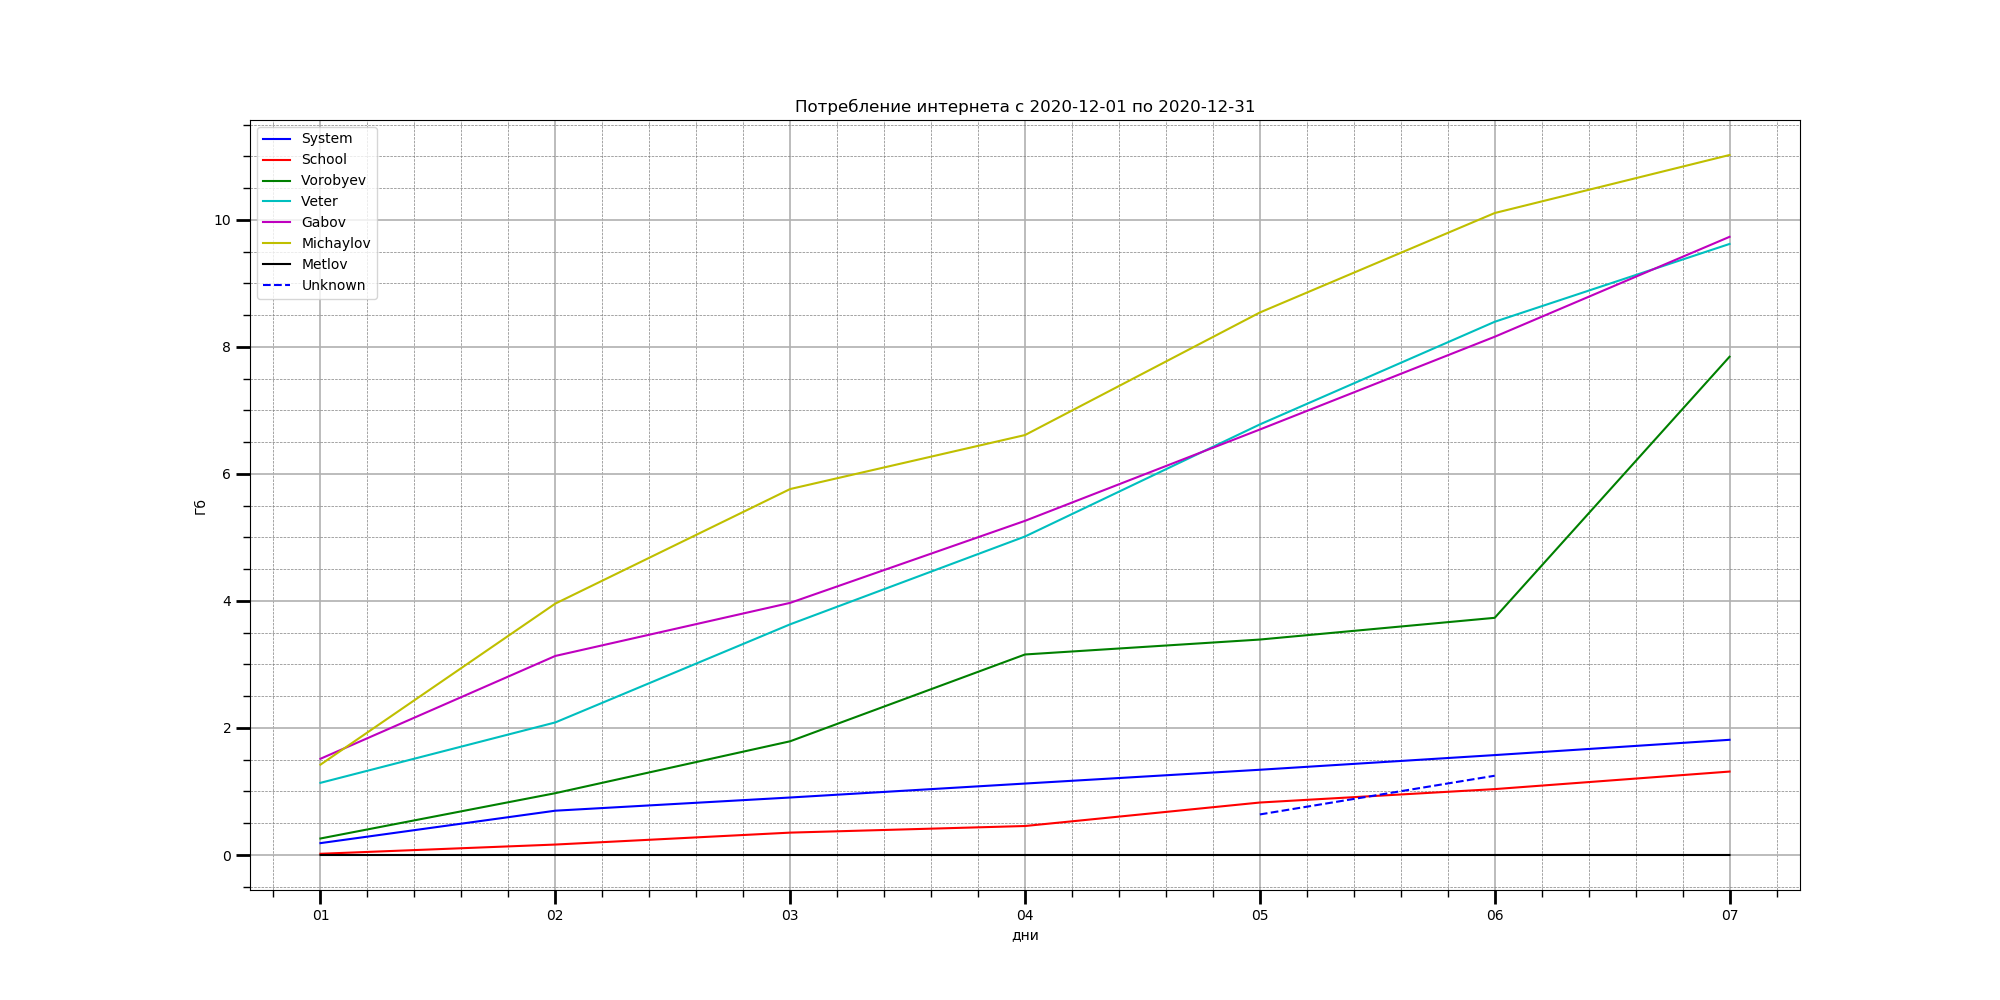 Потребление интернета с 2020-12-01 по 2020-12-31
System
School
Vorobyev
Veter
Gabov
Michaylov
Metlov
Unknown
10
8
6
4
2
0
Гб
01 02 03 04 05 06 07
дни